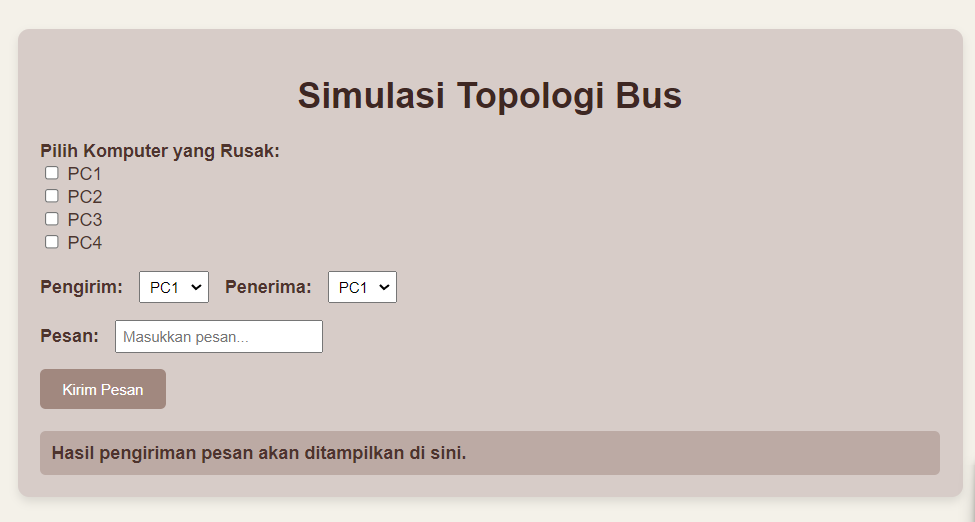 Simulasi Topologi Bus
Pilih Komputer yang Rusak:
PC1
PC2
PC3
PC4
Pengirim: PC1 Penerima: PC1
Pesan: Masukkan pesan...
Kirim Pesan
Hasil pengiriman pesan akan ditampilkan di sini.